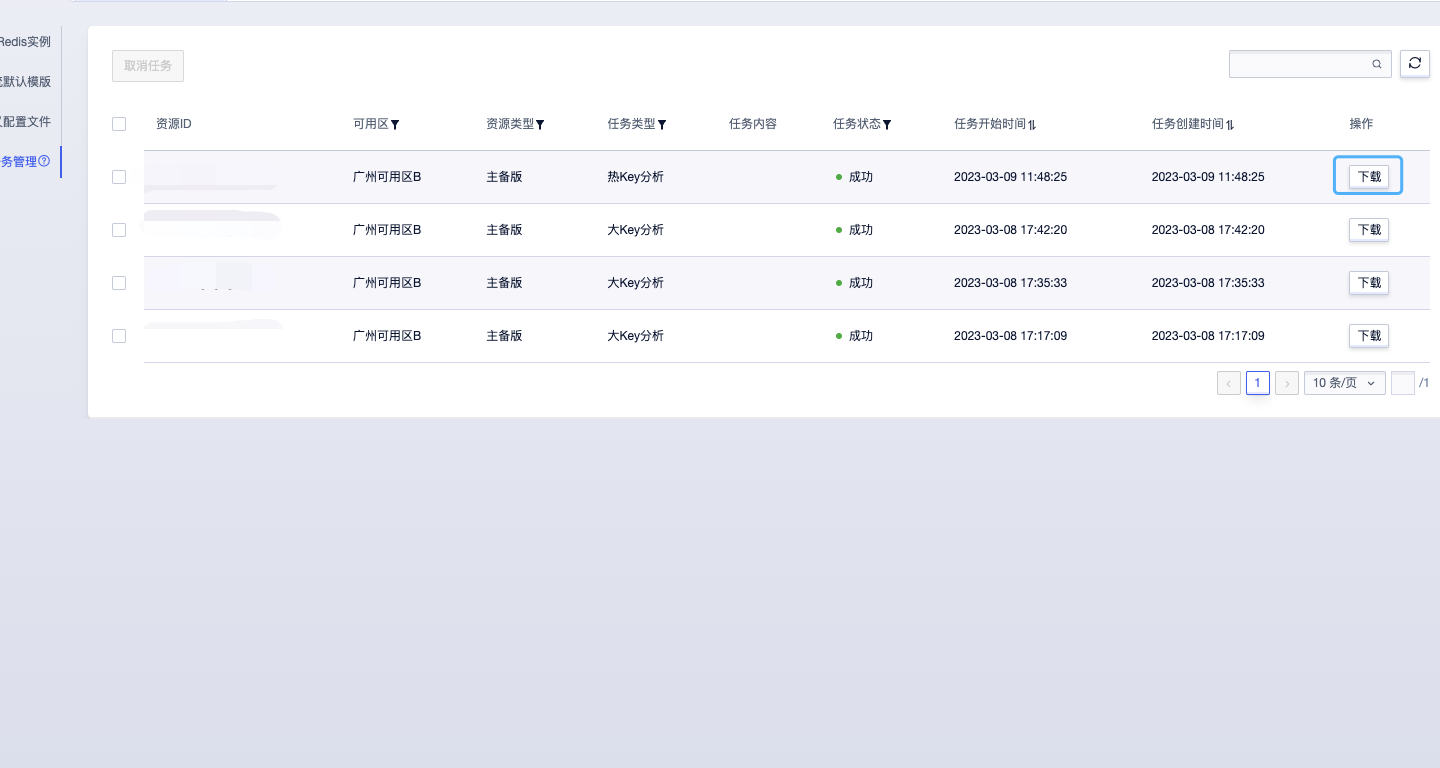 Redis实例
默认模版
配置文件
务管理
取消任务
资源ID 可用区 资源类型 任务类型 任务内容 任务状态 任务开始时间 任务创建时间 操作
广州可用区B 主备版 热Key分析 成功 2023-03-09 11:48:25 2023-03-09 11:48:25 下载
广州可用区B 主备版 大Key分析 成功 2023-03-08 17:42:20 2023-03-08 17:42:20 下载
广州可用区B 主备版 大Key分析 成功 2023-03-08 17:35:33 2023-03-08 17:35:33 下载
广州可用区B 主备版 大Key分析 成功 2023-03-08 17:17:09 2023-03-08 17:17:09 下载
1 10 条/页 /1